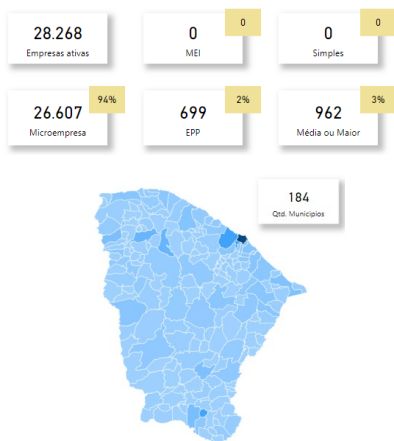 28.268
Empresas ativas
0
0
MEI
0
0
Simples
94%
26.607
Microempresa
2%
699
EPP
3%
962
Média ou Maior
184
Qtd. Municipios